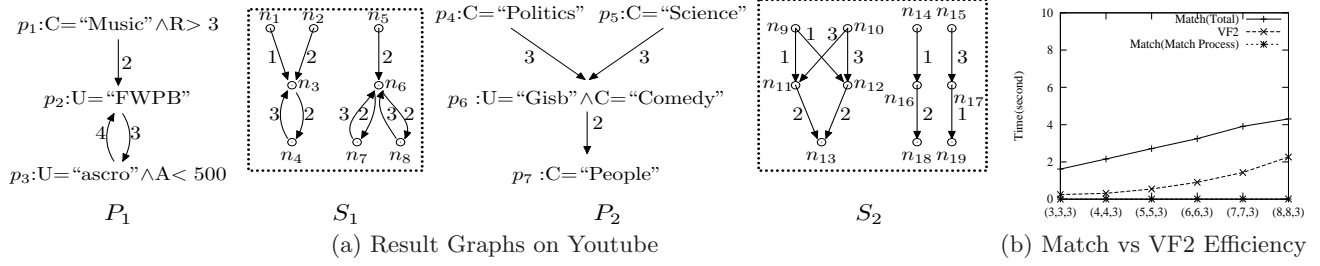 p1:C="Music"∧R> 3
2
p2:U="FWPB"
4 3
p3:U="ascro"∧A< 500
P1
n1 n2 n5
1 2 2
n3 n6
3 2 3 2 3 2
n4 n7 n8
S1
p4:C="Politics" p5:C="Science"
3 3
p6 :U="Gisb"∧C="Comedy"
2
p7 :C="People"
P2
n9 n10 n14 n15
1 1 3 3 1 3
n11 n12 n16 n17
2 2 2 1
n13 n18 n19
S2
(a) Result Graphs on Youtube
10
8
6
4
2
0
Time(second)
Match(Total)
VF2
Match(Match Process)
(3,3,3) (4,4,3) (5,5,3) (6,6,3) (7,7,3) (8,8,3)
(b) Match vs VF2 Efficiency